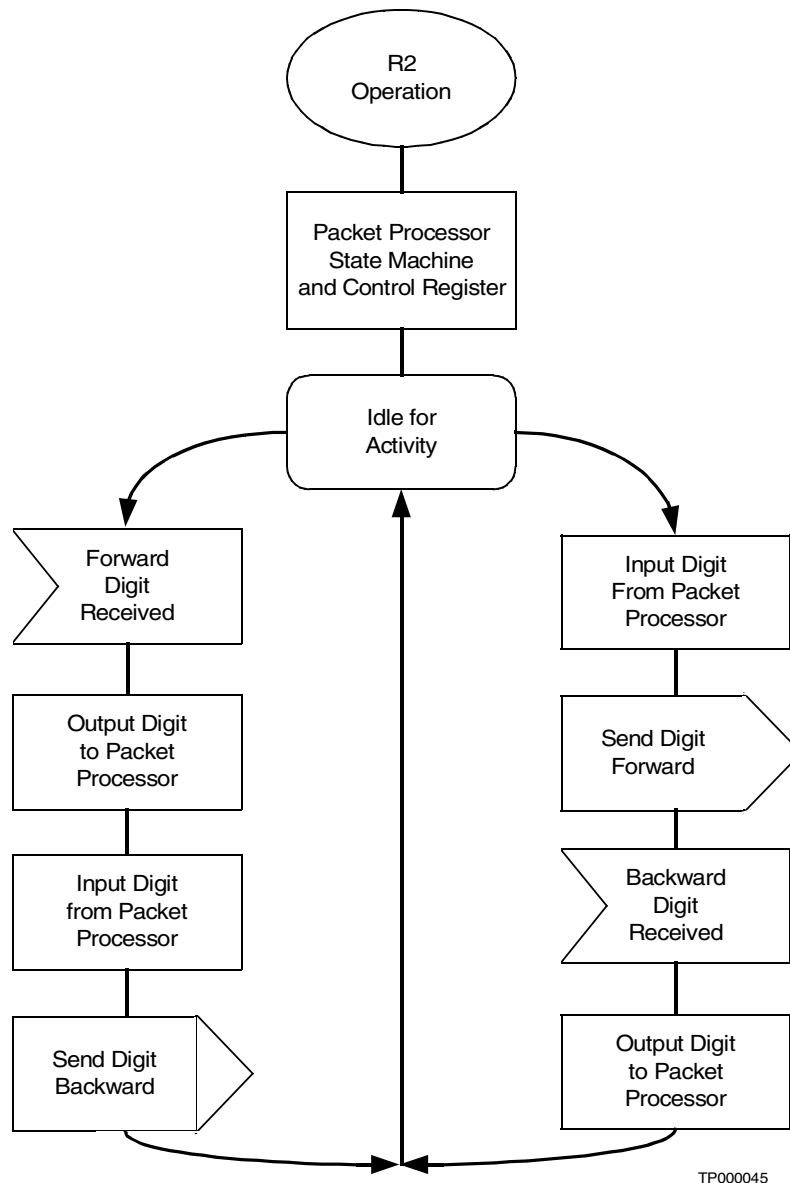 R2
Operation
Packet Processor
State Machine
and Control Register
Idle for
Activity
Forward
Digit
Received
Output Digit
to Packet
Processor
Input Digit
from Packet
Processor
Send Digit
Backward
Input Digit
From Packet
Processor
Send Digit
Forward
Backward
Digit
Received
Output Digit
to Packet
Processor
TP000045